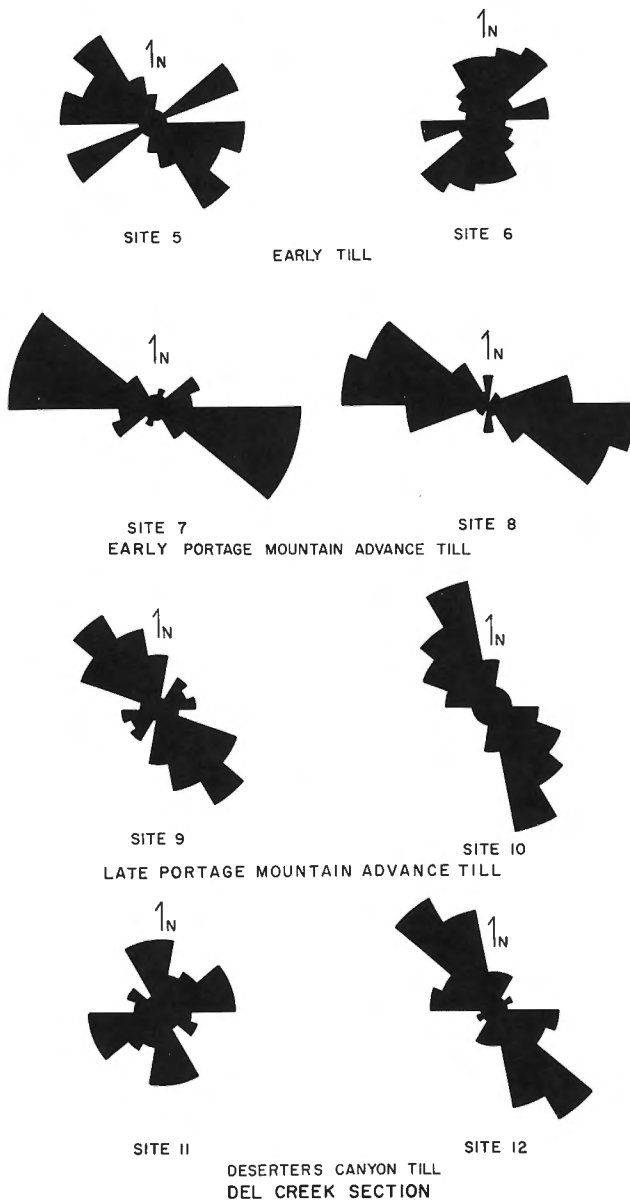 N
N
SITE 5
SITE 6
EARLY TILL
N
N
SITE 7
SITE 8
EARLY PORTAGE MOUNTAIN ADVANCE TILL
N
N
SITE 9
SITE 10
LATE PORTAGE MOUNTAIN ADVANCE TILL
N
N
SITE 11
SITE 12
DESERTERS CANYON TILL
DEL CREEK SECTION